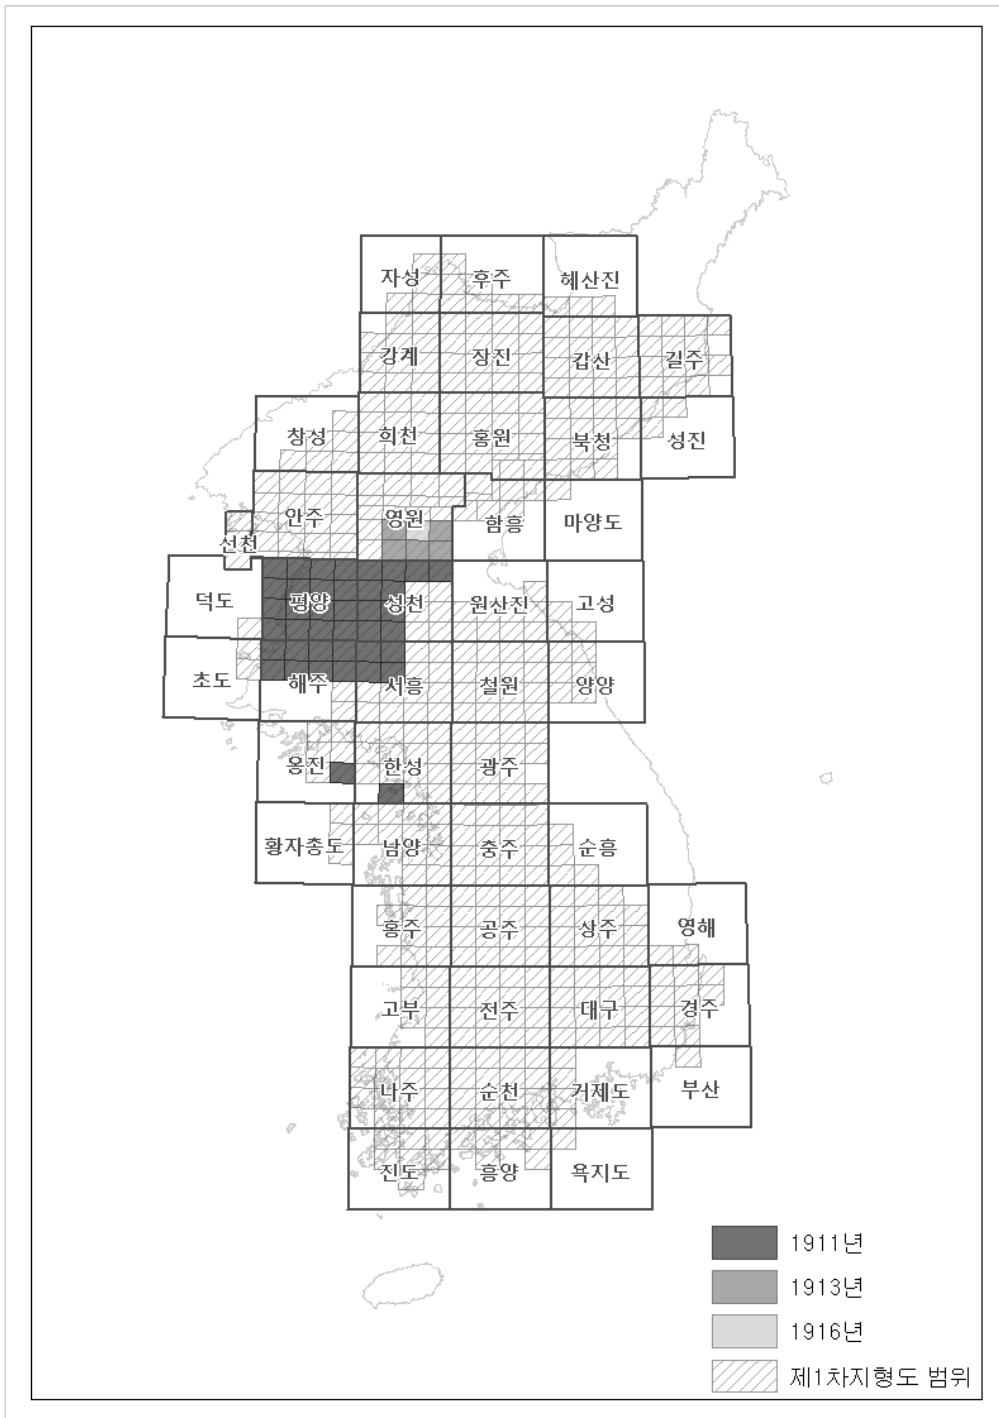 자성 후주 혜산진
강계 장진 갑산 길주
창성 희천 홍원 북청 성진
안주 영원 함흥 마양도
선천
덕도 평양 성천 원산진 고성
초도 해주 서흥 철원 양양
옹진 한성 광주
황자총도 남양 충주 순흥
홍주 공주 상주 영해
고부 전주 대구 경주
나주 순천 거제도 부산
진도 흥양 욕지도
1911년
1913년
1916년
제1차지형도 범위